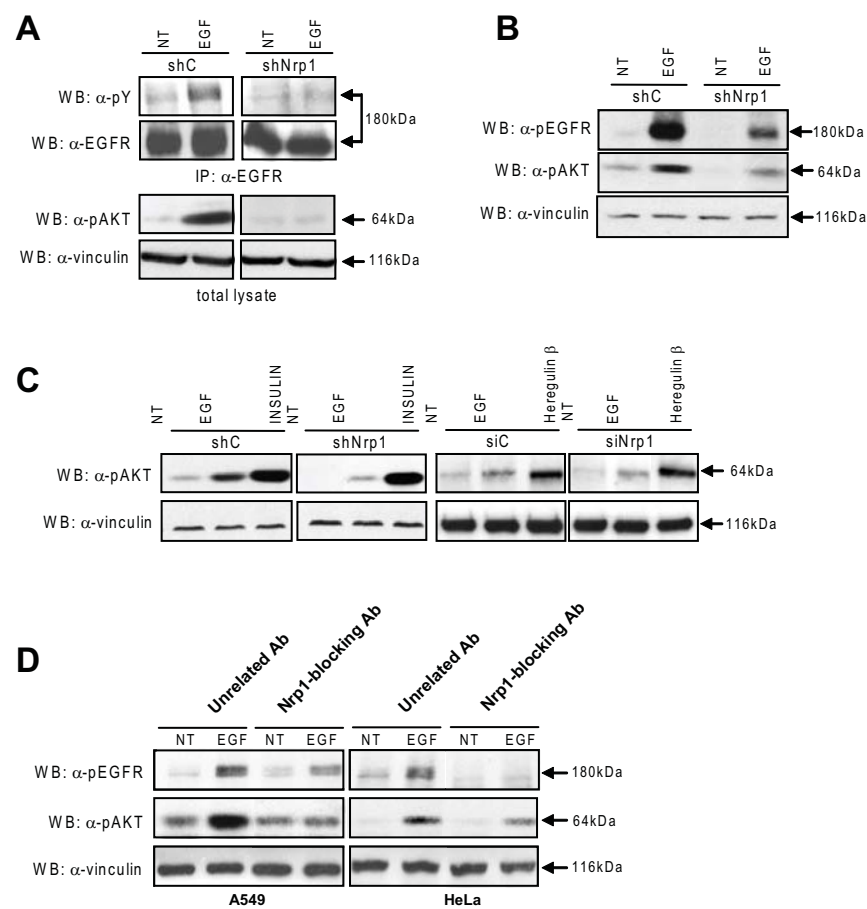 A
NT EGF NT EGF
shC shNrp1
WB: α-pY
180kDa
WB: α-EGFR
IP: α-EGFR
WB: α-pAKT 64kDa
WB: α-vinculin 116kDa
total lysate
B
NT EGF NT EGF
shC shNrp1
WB: α-pEGFR 180kDa
WB: α-pAKT 64kDa
WB: α-vinculin 116kDa
C
NT EGF INSULIN NT EGF INSULIN NT EGF Heregulin β NT EGF Heregulin β
shC shNrp1 siC siNrp1
WB: α-pAKT 64kDa
WB: α-vinculin 116kDa
D
Unrelated Ab Nrp1-blocking Ab Unrelated Ab Nrp1-blocking Ab
NT EGF NT EGF NT EGF NT EGF
WB: α-pEGFR 180kDa
WB: α-pAKT 64kDa
WB: α-vinculin 116kDa
A549 HeLa